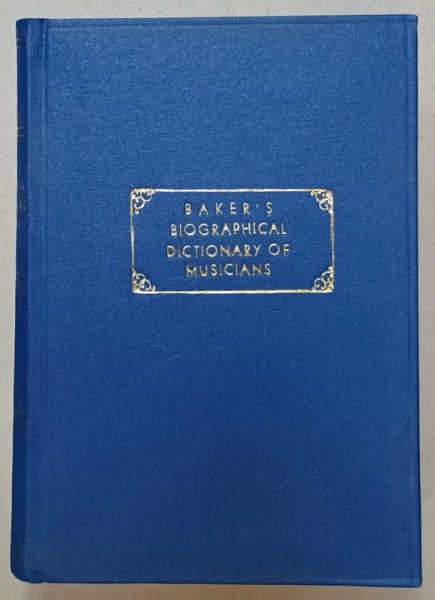 BAKER'S
BIOGRAPHICAL
DICTIONARY OF
MUSICIANS